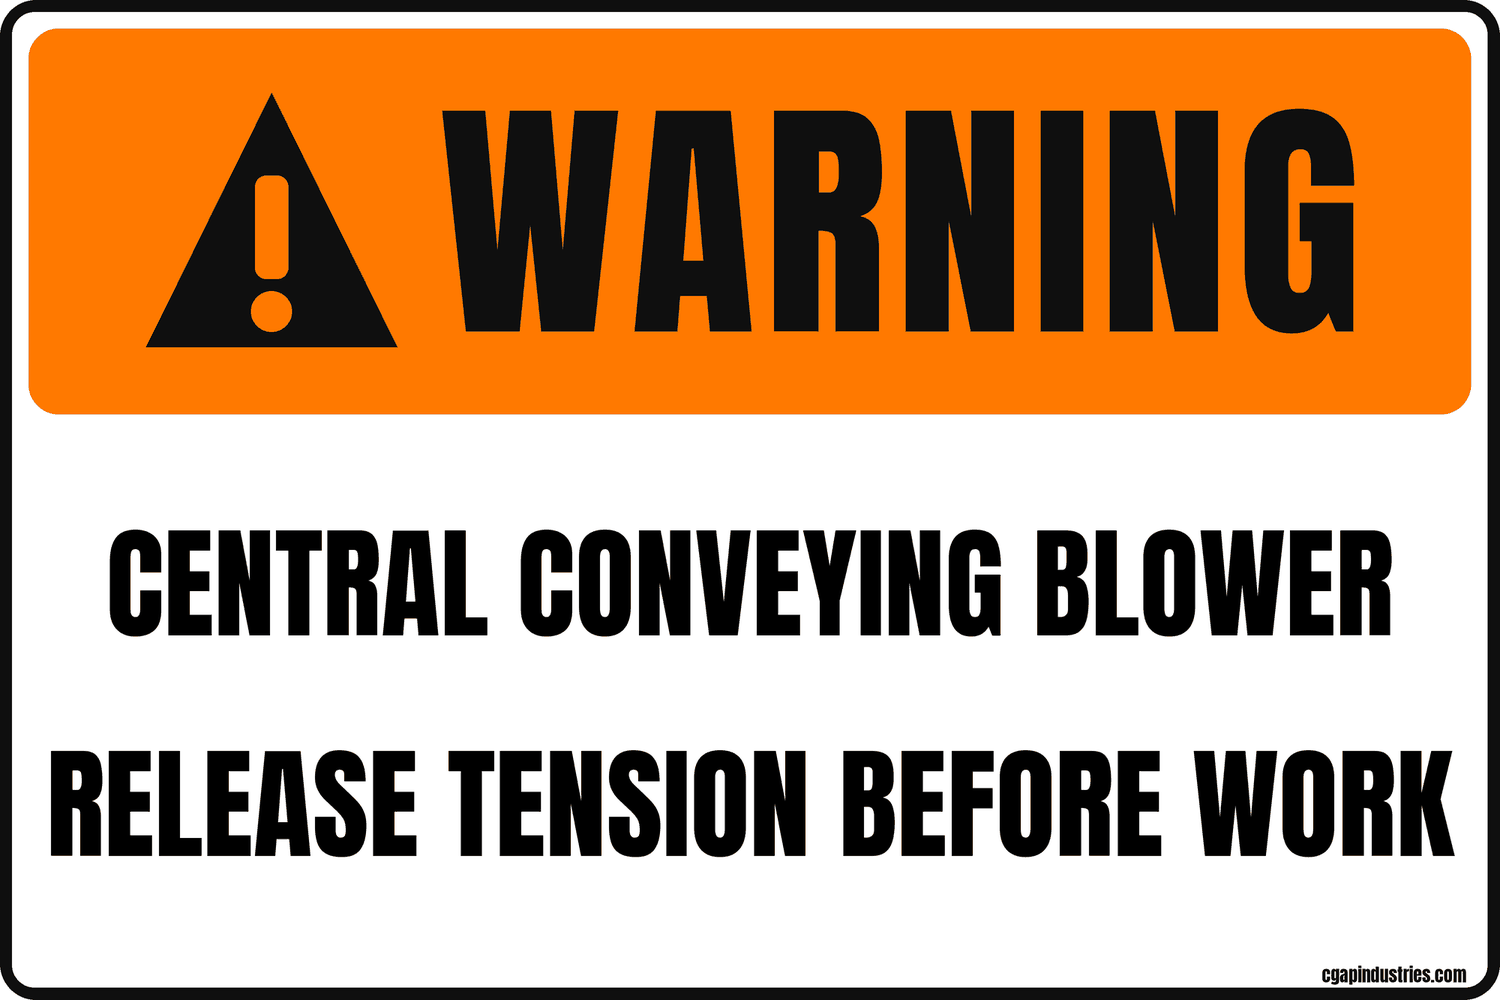 WARNING
CENTRAL CONVEYING BLOWER
RELEASE TENSION BEFORE WORK
cgapindustries.com